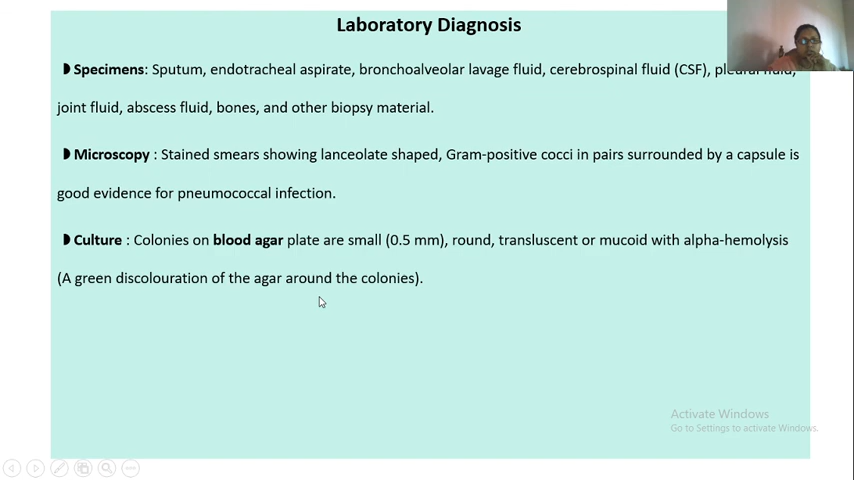 Laboratory Diagnosis
◗ Specimens: Sputum, endotracheal aspirate, bronchoalveolar lavage fluid, cerebrospinal fluid (CSF), pleural fluid,
joint fluid, abscess fluid, bones, and other biopsy material.
◗ Microscopy : Stained smears showing lanceolate shaped, Gram-positive cocci in pairs surrounded by a capsule is
good evidence for pneumococcal infection.
◗ Culture : Colonies on blood agar plate are small (0.5 mm), round, transluscent or mucoid with alpha-hemolysis
(A green discolouration of the agar around the colonies).
Activate Windows
Go to Settings to activate Windows.